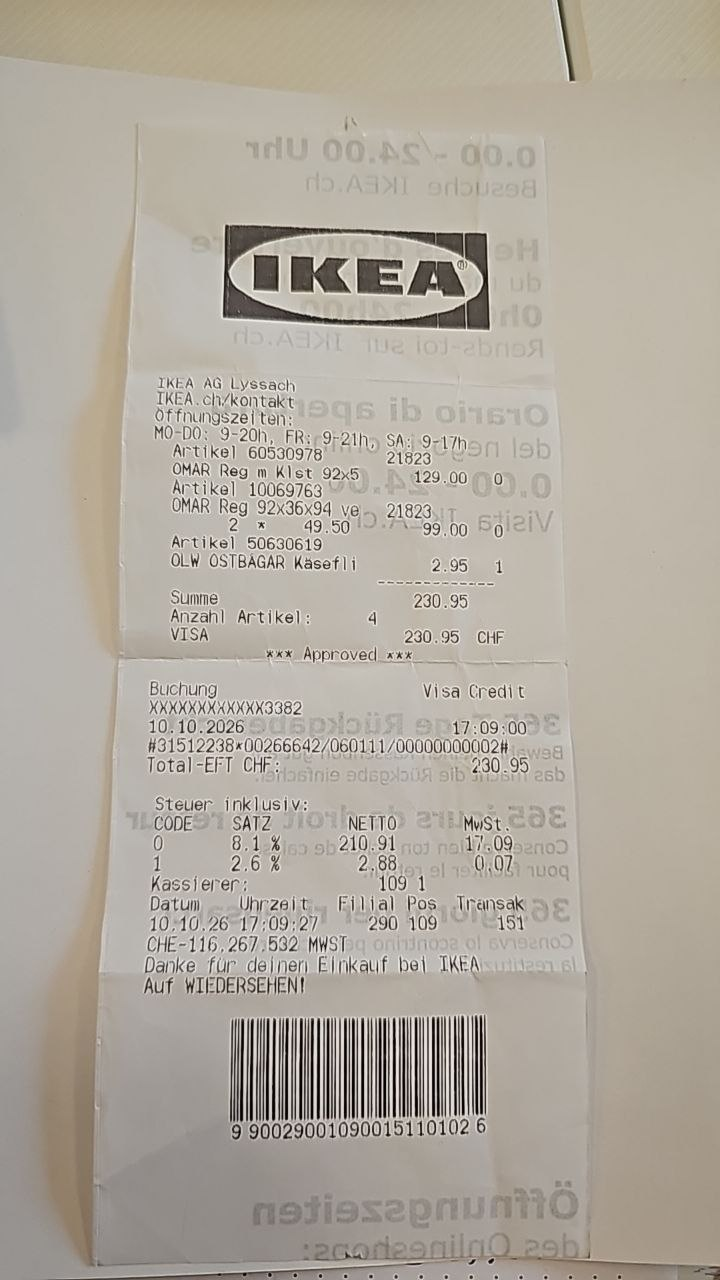 IKEA
IKEA AG Lyssach
IKEA.ch/kontakt
Öffnungszeiten:
MO-DO: 9-20h, FR: 9-21h, SA: 9-17h
Artikel 60530978 21823
OMAR Reg m Klst 92x5 129.00 0
Artikel 10069763
OMAR Reg 92x36x94 ve 21823
2 * 49.50 99.00 0
Artikel 50630619
OLW OSTBÅGAR Käsefli 2.95 1
------------
Summe 230.95
Anzahl Artikel: 4
VISA 230.95 CHF
*** Approved ***
Buchung Visa Credit
XXXXXXXXXXXX3382
10.10.2026 17:09:00
#31512238*00266642/060111/00000000002#
Total-EFT CHF: 230.95
Steuer inklusiv:
CODE SATZ NETTO MwSt.
0 8.1 % 210.91 17.09
1 2.6 % 2.88 0.07
Kassierer: 109 1
Datum Uhrzeit Filial Pos Transak
10.10.26 17:09:27 290 109 151
CHE-116.267.532 MWST
Danke für deinen Einkauf bei IKEA
Auf WIEDERSEHEN!
9 90029001090015110102 6